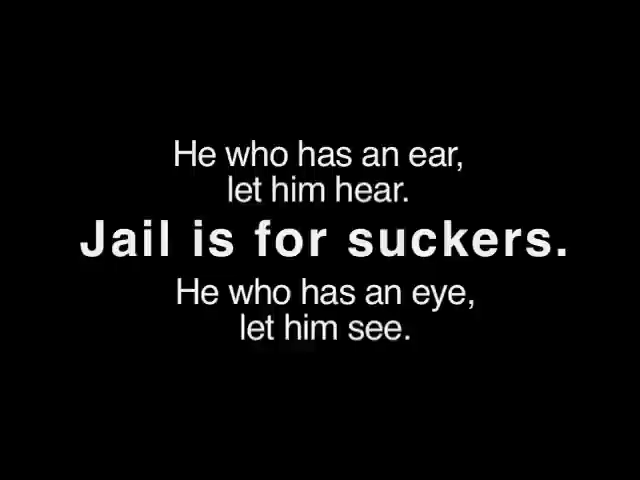 He who has an ear,
let him hear.
Jail is for suckers.
He who has an eye,
let him see.